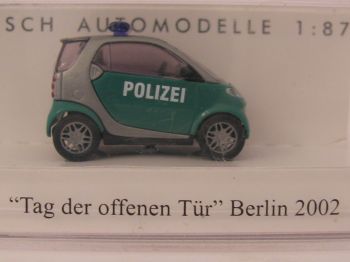 SCH AUTOMODELLE 1:87
POLIZEI
“Tag der offenen Tür” Berlin 2002